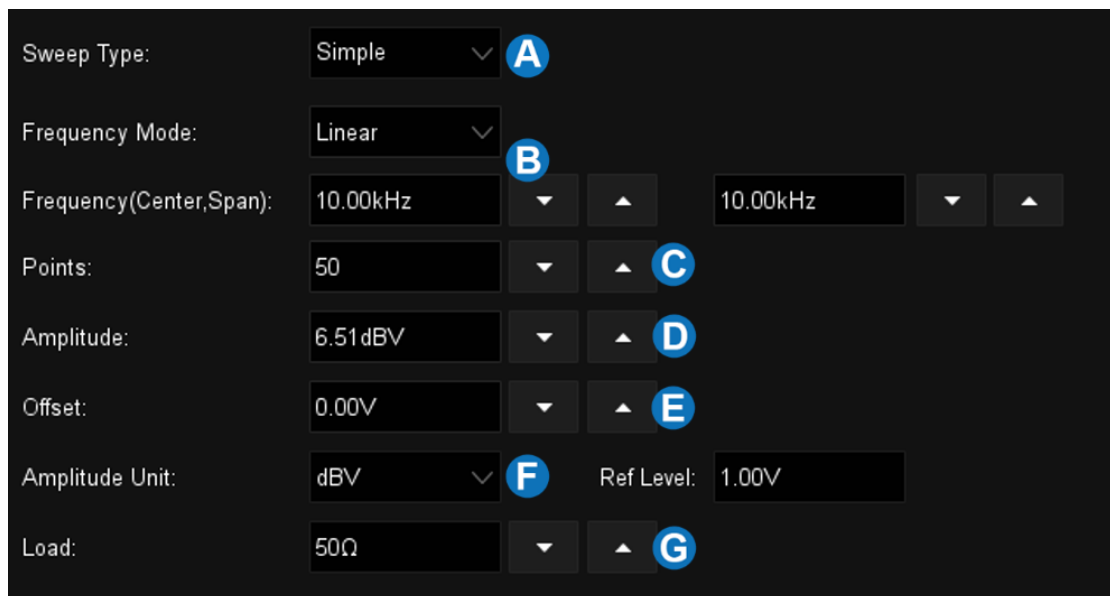 Sweep Type: Simple A
Frequency Mode: Linear
B
Frequency(Center,Span): 10.00kHz 10.00kHz
Points: 50 C
Amplitude: 6.51dBV D
Offset: 0.00V E
Amplitude Unit: dBV F Ref Level: 1.00V
Load: 50Ω G